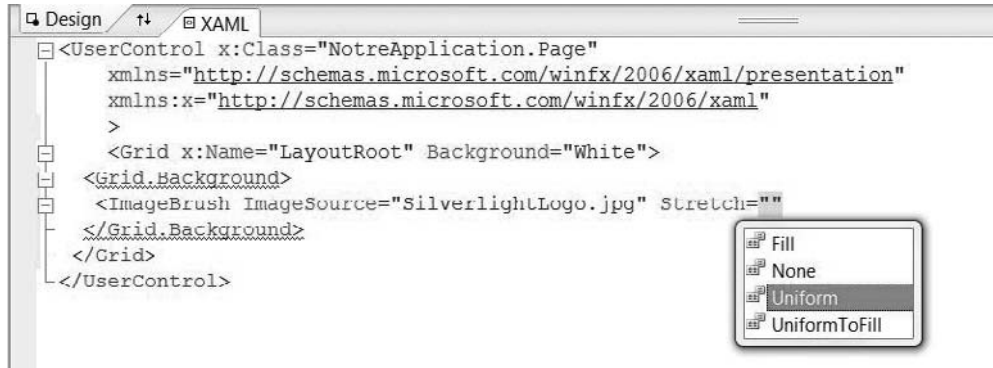 Design XAML
<UserControl x:Class="NotreApplication.Page"
xmlns="http://schemas.microsoft.com/winfx/2006/xaml/presentation"
xmlns:x="http://schemas.microsoft.com/winfx/2006/xaml"
>
<Grid x:Name="LayoutRoot" Background="White">
<Grid.Background>
<ImageBrush ImageSource="SilverlightLogo.jpg" Stretch=""
</Grid.Background>
</Grid>
</UserControl>
Fill
None
Uniform
UniformToFill